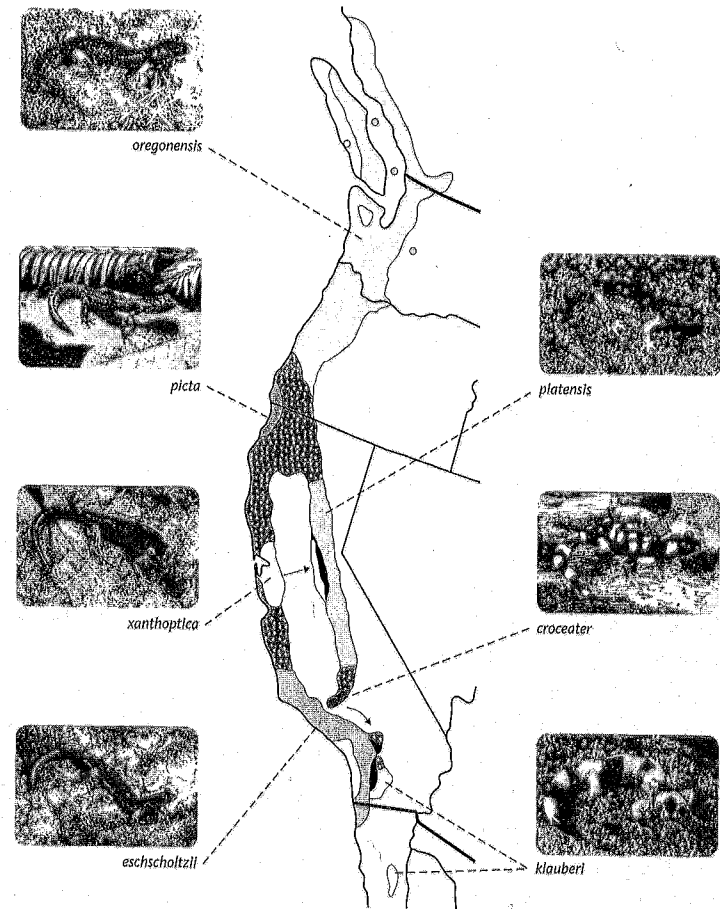 oregonensis
picta
platensis
xanthoptica
croceater
eschscholtzii
klauberi